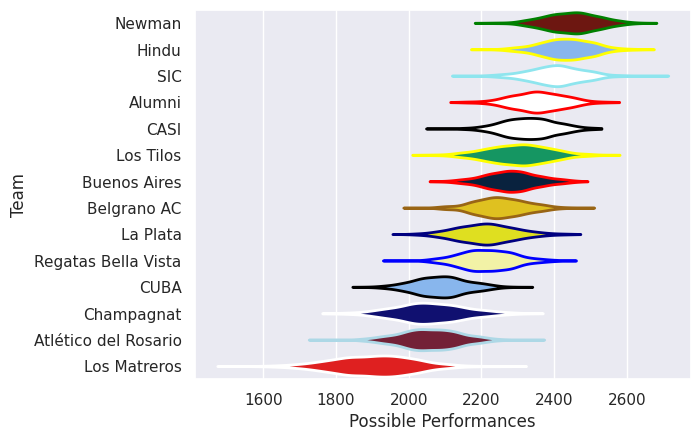 Newman
Hindu
SIC
Alumni
CASI
Los Tilos
Buenos Aires
Belgrano AC
La Plata
Regatas Bella Vista
CUBA
Champagnat
Atlético del Rosario
Los Matreros
Team
1600 1800 2000 2200 2400 2600
Possible Performances